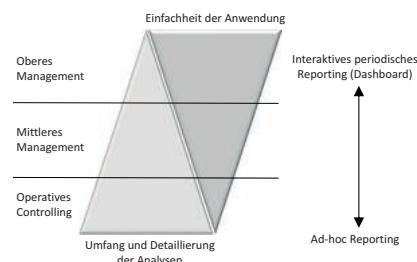 Einfachheit der Anwendung
Oberes
Management
Interaktives periodisches
Reporting (Dashboard)
Mittleres
Management
Operatives
Controlling
Ad-hoc Reporting
Umfang und Detaillierung
der Analysen